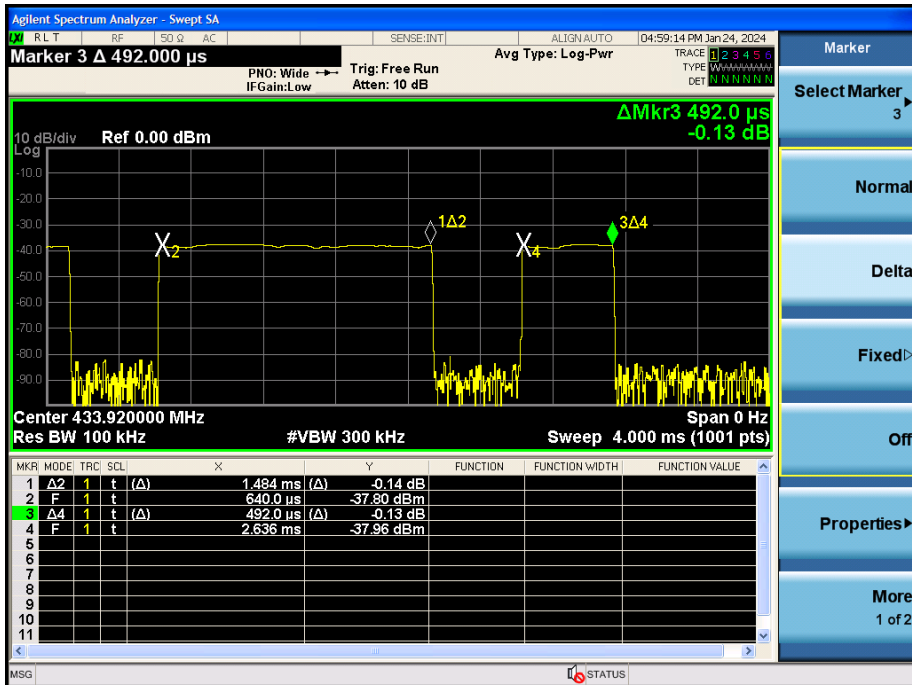 Agilent Spectrum Analyzer - Swept SA
LXI RLT RF 50 Ω AC SENSE:INT ALIGN AUTO 04:59:14 PM Jan 24, 2024
Marker 3 Δ 492.000 µs
PNO: Wide
IFGain:Low
Trig: Free Run
Atten: 10 dB
Avg Type: Log-Pwr
TRACE 1 2 3 4 5 6
TYPE
DET N N N N N N
ΔMkr3 492.0 µs
-0.13 dB
10 dB/div Ref 0.00 dBm
Log
-10.0
-20.0
-30.0
-40.0
-50.0
-60.0
-70.0
-80.0
-90.0
X2
1Δ2
X4
3Δ4
Center 433.920000 MHz Span 0 Hz
Res BW 100 kHz #VBW 300 kHz Sweep 4.000 ms (1001 pts)
MKR MODE TRC SCL X Y FUNCTION FUNCTION WIDTH FUNCTION VALUE
1 Δ2 1 t (Δ) 1.484 ms (Δ) -0.14 dB
2 F 1 t 640.0 µs -37.80 dBm
3 Δ4 1 t (Δ) 492.0 µs (Δ) -0.13 dB
4 F 1 t 2.636 ms -37.96 dBm
5
6
7
8
9
10
11
MSG STATUS
Marker
Select Marker
3
Normal
Delta
Fixed
Off
Properties
More
1 of 2